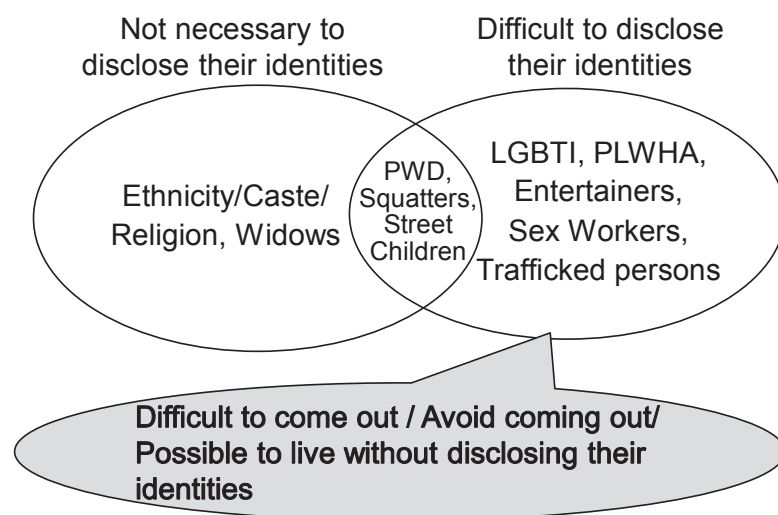 Not necessary to
disclose their identities
Difficult to disclose
their identities
Ethnicity/Caste/
Religion, Widows
PWD,
Squatters,
Street
Children
LGBTI, PLWHA,
Entertainers,
Sex Workers,
Trafficked persons
Difficult to come out / Avoid coming out/
Possible to live without disclosing their
identities